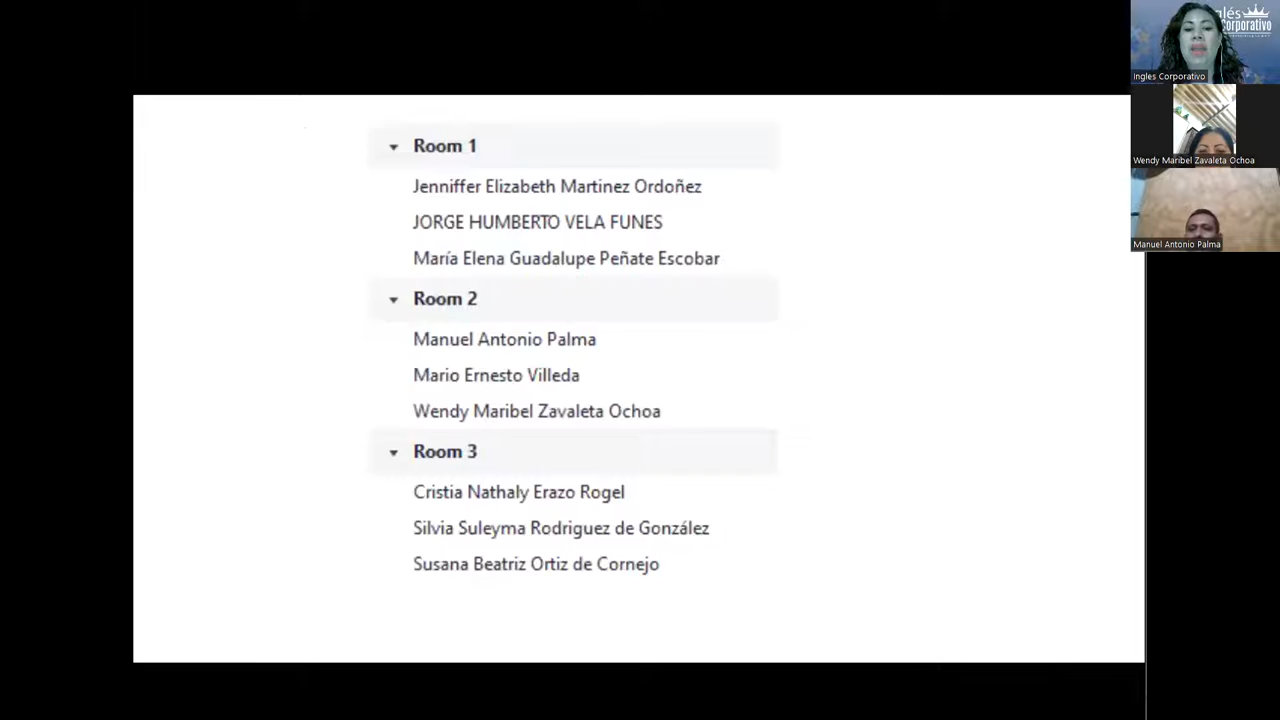 Room 1
Jenniffer Elizabeth Martinez Ordoñez
JORGE HUMBERTO VELA FUNES
María Elena Guadalupe Peñate Escobar
Room 2
Manuel Antonio Palma
Mario Ernesto Villeda
Wendy Maribel Zavaleta Ochoa
Room 3
Cristia Nathaly Erazo Rogel
Silvia Suleyma Rodriguez de González
Susana Beatriz Ortiz de Cornejo
Ingles Corporativo
Wendy Maribel Zavaleta Ochoa
Manuel Antonio Palma